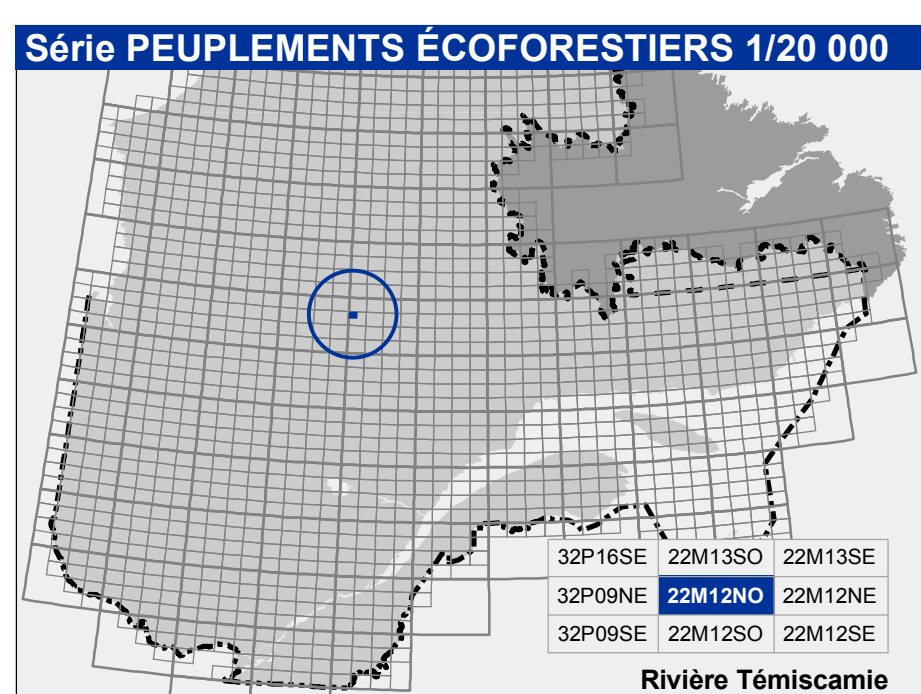 Série PEUPLEMENTS ÉCOFORESTIERS 1/20 000
32P16SE 22M13SO 22M13SE
32P09NE 22M12NO 22M12NE
32P09SE 22M12SO 22M12SE
Rivière Témiscamie